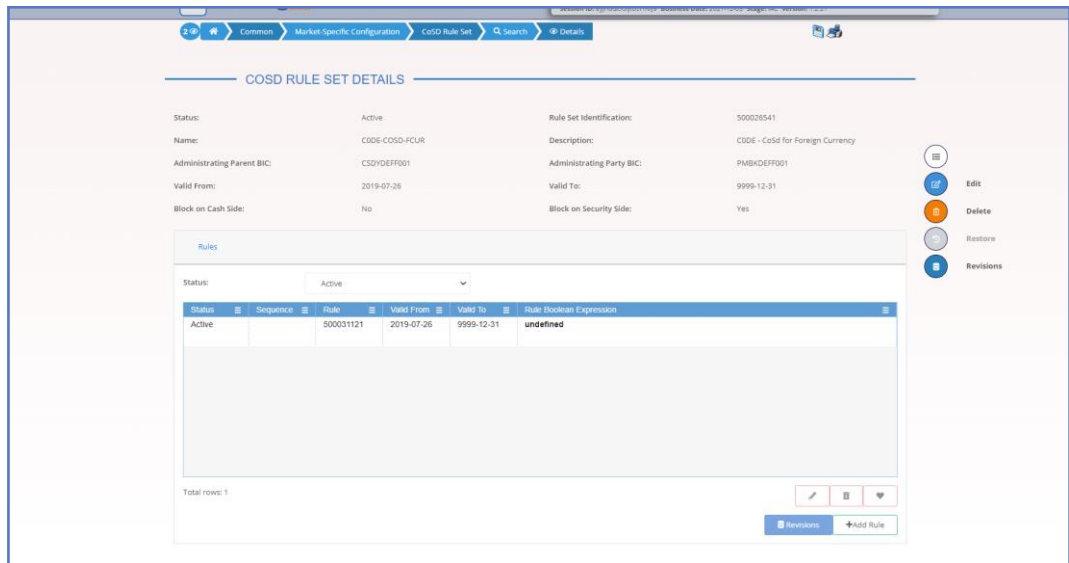 2 Common Market-Specific Configuration CoSD Rule Set Search Details
COSD RULE SET DETAILS
Status: Active Rule Set Identification: 500026541
Name: C0DE-COSD-FCUR Description: C0DE - CoSd for Foreign Currency
Administrating Parent BIC: CSDYDEFF001 Administrating Party BIC: PMBKDEFF001
Valid From: 2019-07-26 Valid To: 9999-12-31
Block on Cash Side: No Block on Security Side: Yes
Edit
Delete
Restore
Revisions
Rules
Status: Active
Status Sequence Rule Valid From Valid To Rule Boolean Expression
Active 500031121 2019-07-26 9999-12-31 undefined
Total rows: 1
Revisions +Add Rule